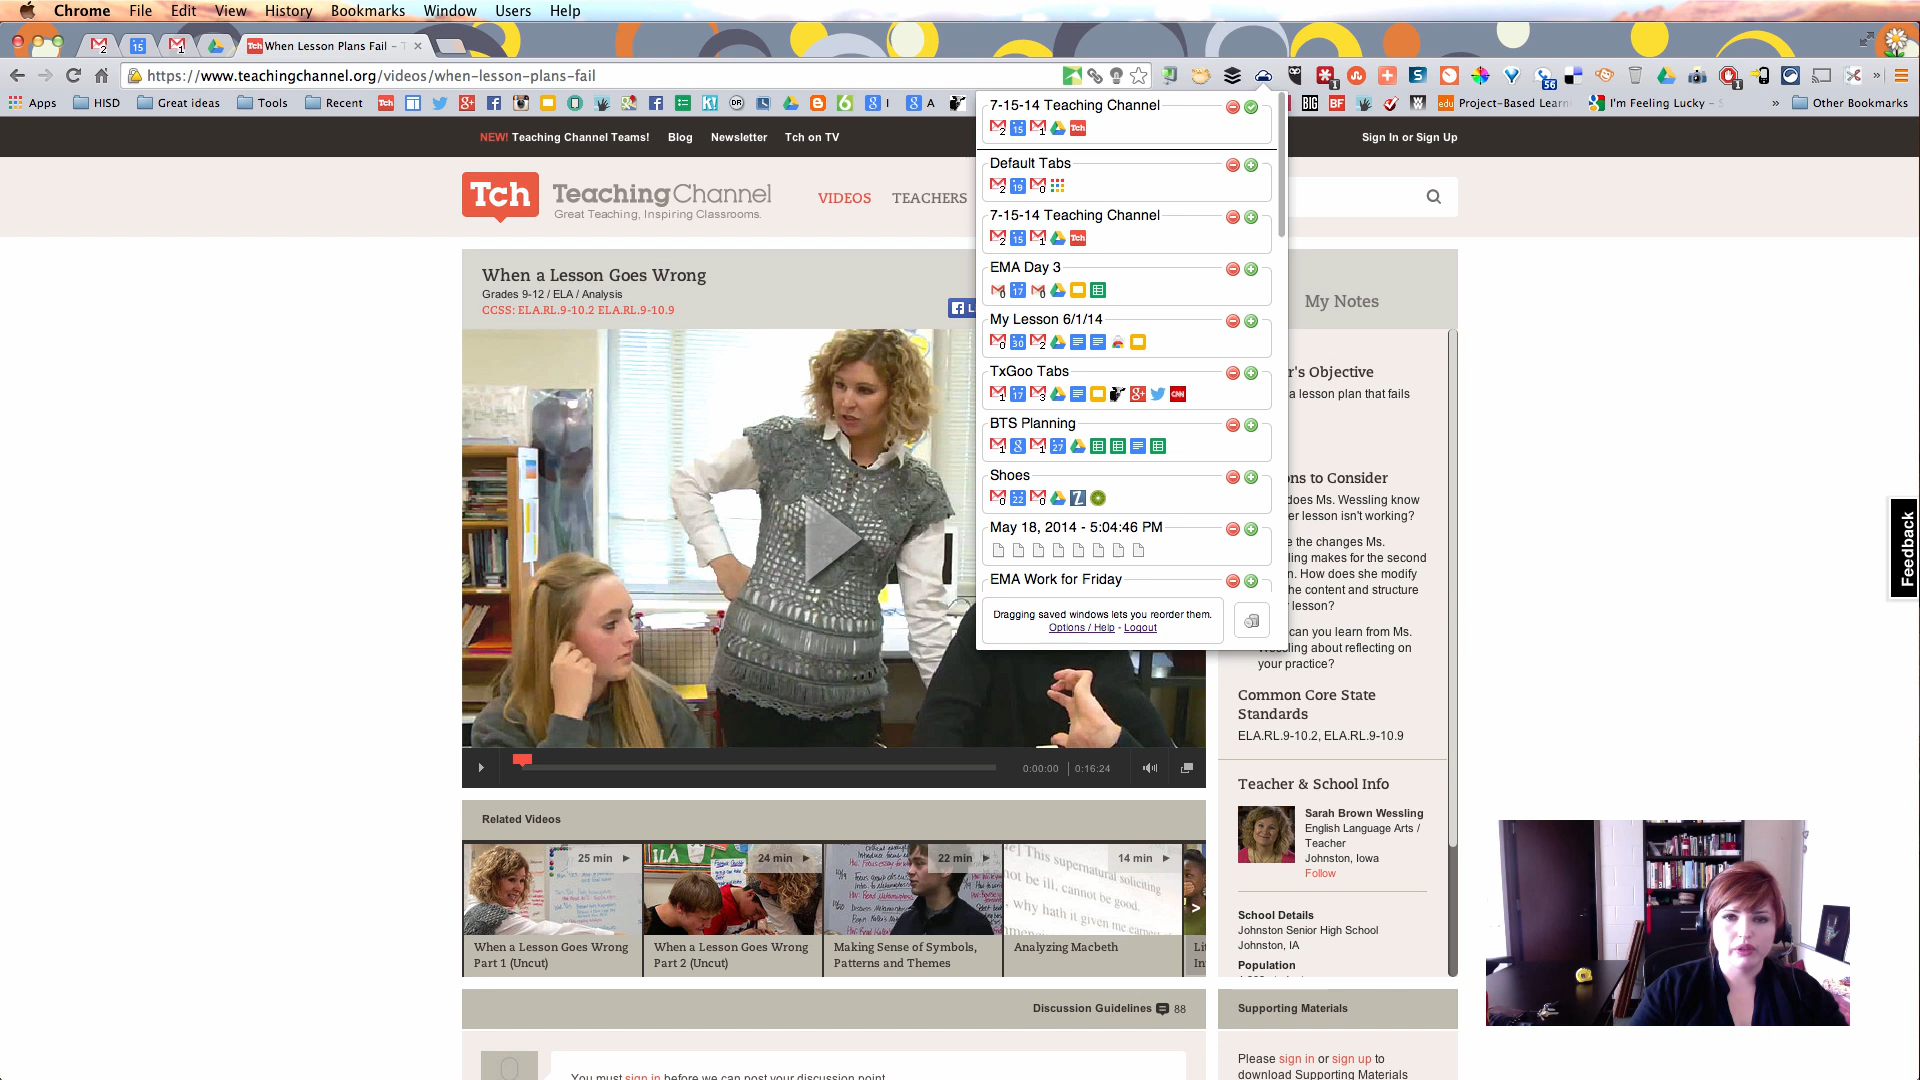 Chrome File Edit View History Bookmarks Window Users Help
When Lesson Plans Fail – T
https://www.teachingchannel.org/videos/when-lesson-plans-fail
Apps HISD Great ideas Tools Recent Project-Based Learn I'm Feeling Lucky – S » Other Bookmarks
NEW! Teaching Channel Teams! Blog Newsletter Tch on TV Sign In or Sign Up
Tch TeachingChannel
Great Teaching, Inspiring Classrooms.
VIDEOS TEACHERS
When a Lesson Goes Wrong
Grades 9-12 / ELA / Analysis
CCSS: ELA.RL.9-10.2 ELA.RL.9-10.9
7-15-14 Teaching Channel
Default Tabs
7-15-14 Teaching Channel
EMA Day 3
My Lesson 6/1/14
TxGoo Tabs
BTS Planning
Shoes
May 18, 2014 - 5:04:46 PM
EMA Work for Friday
Dragging saved windows lets you reorder them.
Options / Help - Logout
My Notes
r's Objective
a lesson plan that fails
ns to Consider
does Ms. Wessling know
er lesson isn't working?
e the changes Ms.
ling makes for the second
n. How does she modify
he content and structure
lesson?
can you learn from Ms.
Wessling about reflecting on
your practice?
Common Core State
Standards
ELA.RL.9-10.2, ELA.RL.9-10.9
Teacher & School Info
Sarah Brown Wessling
English Language Arts /
Teacher
Johnston, Iowa
Follow
School Details
Johnston Senior High School
Johnston, IA
Population
Feedback
0:00:00 0:16:24
Related Videos
25 min 24 min 22 min 14 min
When a Lesson Goes Wrong
Part 1 (Uncut)
When a Lesson Goes Wrong
Part 2 (Uncut)
Making Sense of Symbols,
Patterns and Themes
Analyzing Macbeth
Discussion Guidelines 88
Supporting Materials
You must sign in before we can post your discussion point
Please sign in or sign up to
download Supporting Materials